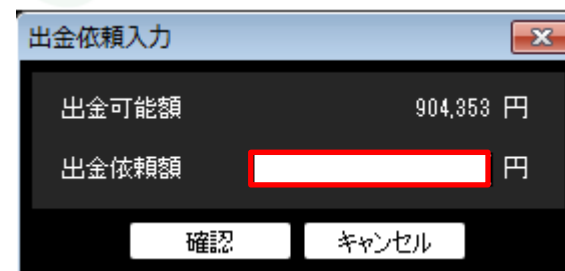 出金依頼入力
出金可能額 904,353 円
出金依頼額 円
確認 キャンセル